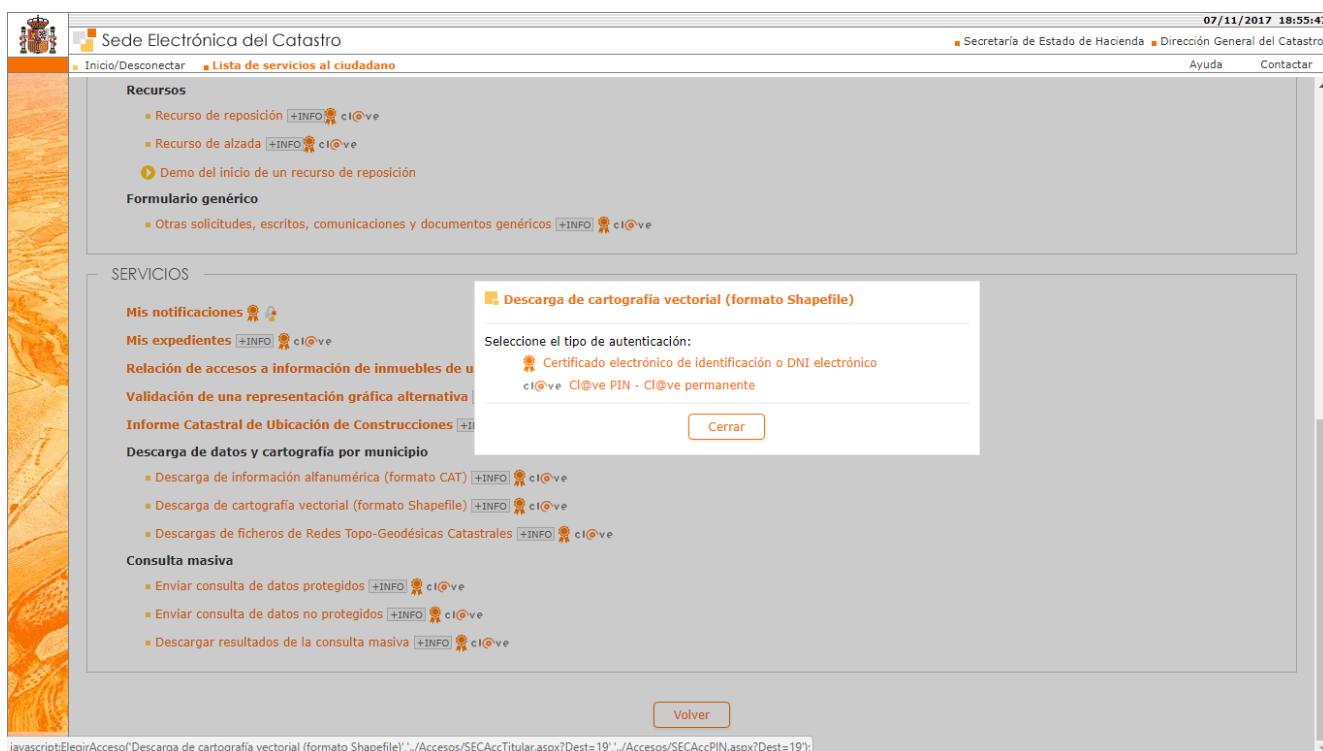 07/11/2017 18:55:47
Sede Electrónica del Catastro
Secretaría de Estado de Hacienda Dirección General del Catastro
Inicio/Desconectar Lista de servicios al ciudadano Ayuda Contactar
Recursos
Recurso de reposición +INFO cl@ve
Recurso de alzada +INFO cl@ve
Demo del inicio de un recurso de reposición
Formulario genérico
Otras solicitudes, escritos, comunicaciones y documentos genéricos +INFO cl@ve
SERVICIOS
Mis notificaciones
Mis expedientes +INFO cl@ve
Relación de accesos a información de inmuebles de u
Validación de una representación gráfica alternativa
Informe Catastral de Ubicación de Construcciones +I
Descarga de cartografía vectorial (formato Shapefile)
Seleccione el tipo de autenticación:
Certificado electrónico de identificación o DNI electrónico
cl@ve Cl@ve PIN - Cl@ve permanente
Cerrar
Descarga de datos y cartografía por municipio
Descarga de información alfanumérica (formato CAT) +INFO cl@ve
Descarga de cartografía vectorial (formato Shapefile) +INFO cl@ve
Descargas de ficheros de Redes Topo-Geodésicas Catastrales +INFO cl@ve
Consulta masiva
Enviar consulta de datos protegidos +INFO cl@ve
Enviar consulta de datos no protegidos +INFO cl@ve
Descargar resultados de la consulta masiva +INFO cl@ve
Volver
javascript:ElegirAcceso('Descarga de cartografía vectorial (formato Shapefile)','../Accesos/SECAccTitular.aspx?Dest=19','../Accesos/SECAccPIN.aspx?Dest=19');